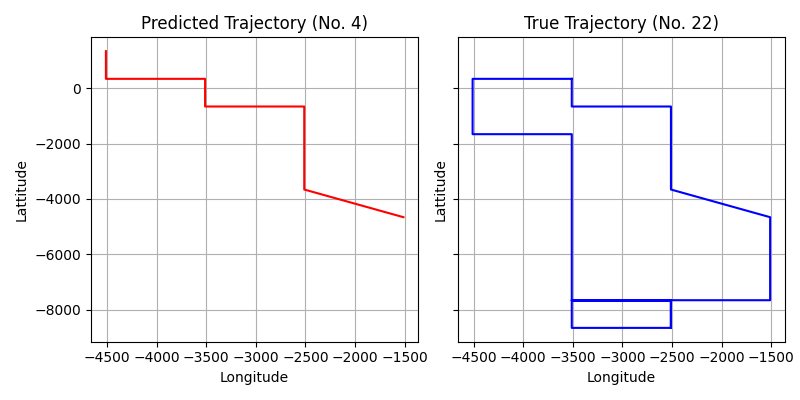 Predicted Trajectory (No. 4)
True Trajectory (No. 22)
0
−2000
−4000
−6000
−8000
Lattitude
Lattitude
−4500 −4000 −3500 −3000 −2500 −2000 −1500
−4500 −4000 −3500 −3000 −2500 −2000 −1500
Longitude
Longitude